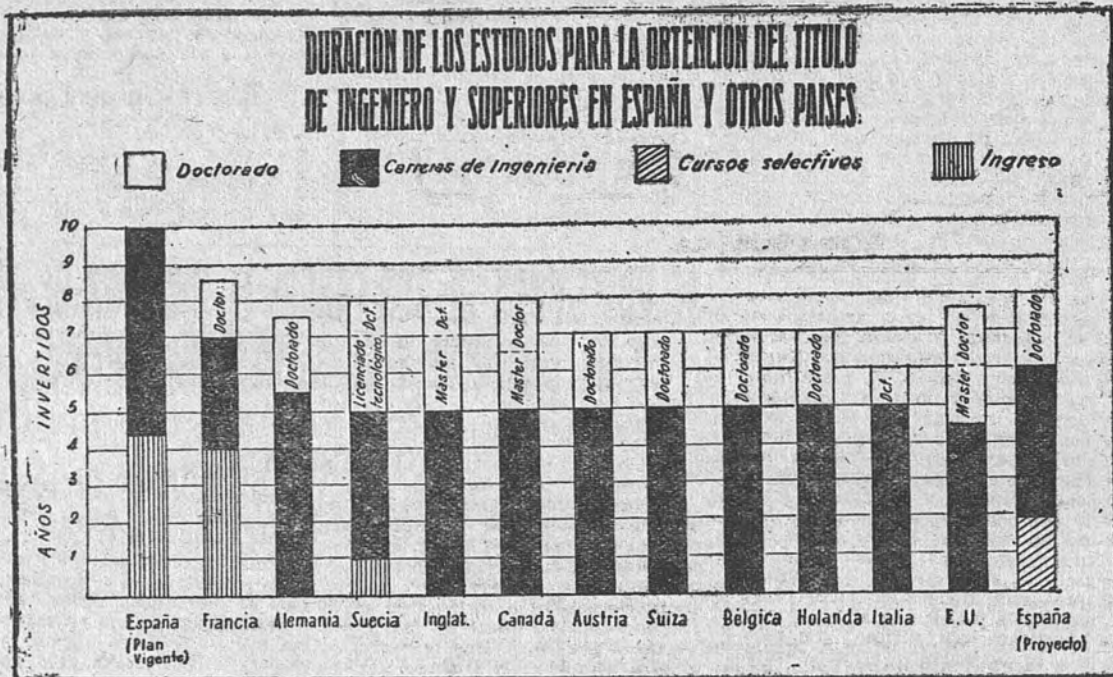 DURACION DE LOS ESTUDIOS PARA LA OBTENCION DEL TITULO
DE INGENIERO Y SUPERIORES EN ESPAÑA Y OTROS PAISES.
Doctorado
Carreras de Ingenieria
Cursos selectivos
Ingreso
AÑOS INVERTIDOS
10
9
8
7
6
5
4
3
2
1
Doctor
Doctorado
Licenciado Dct.
tecnológico
Master Dct.
Master Doctor
Doctorado
Doctorado
Doctorado
Doctorado
Dct.
Master Doctor
Doctorado
España
(Plan
Vigente)
Francia
Alemania
Suecia
Inglat.
Canadá
Austria
Suiza
Bélgica
Holanda
Italia
E.U.
España
(Proyecto)